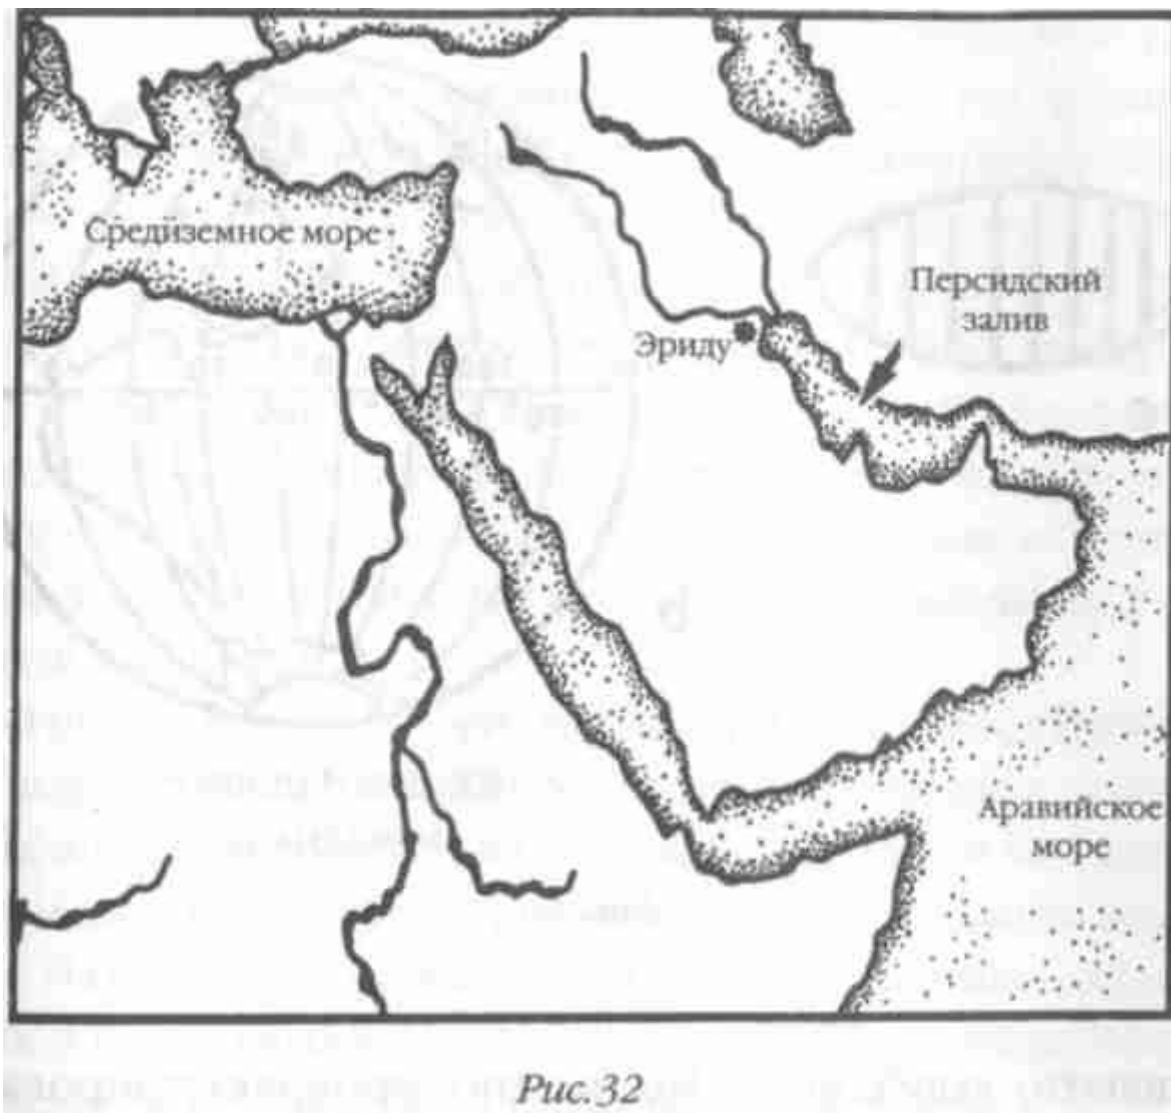 Средиземное море
Персидский
залив
Эриду
Аравийское
море
Рис.32